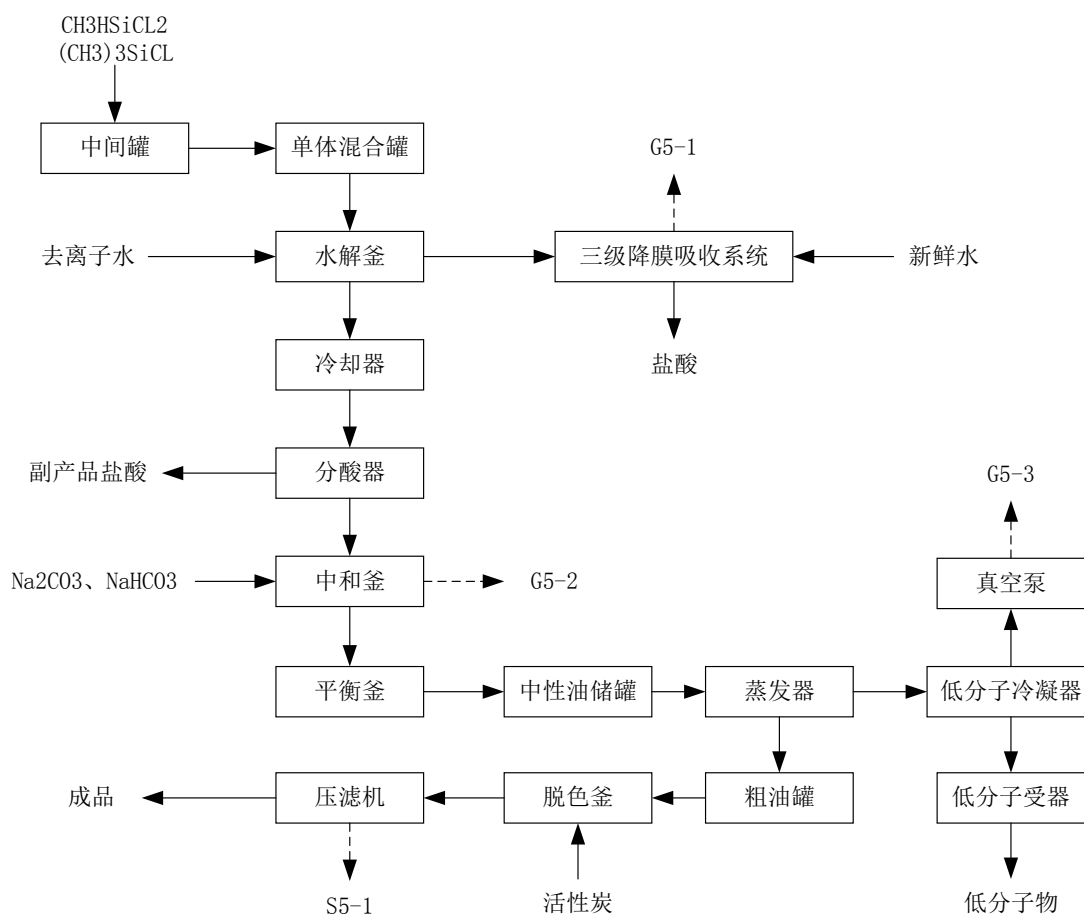 CH3HSiCL2
(CH3)3SiCL
中间罐
单体混合罐
G5-1
去离子水
水解釜
三级降膜吸收系统
新鲜水
冷却器
盐酸
副产品盐酸
分酸器
G5-3
Na2CO3、NaHCO3
中和釜
G5-2
真空泵
平衡釜
中性油储罐
蒸发器
低分子冷凝器
成品
压滤机
脱色釜
粗油罐
低分子受器
S5-1
活性炭
低分子物